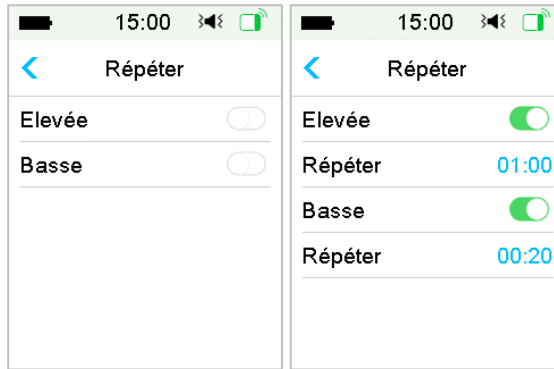 15:00
Répéter
Elevée
Basse
15:00
Répéter
Elevée
Répéter 01:00
Basse
Répéter 00:20